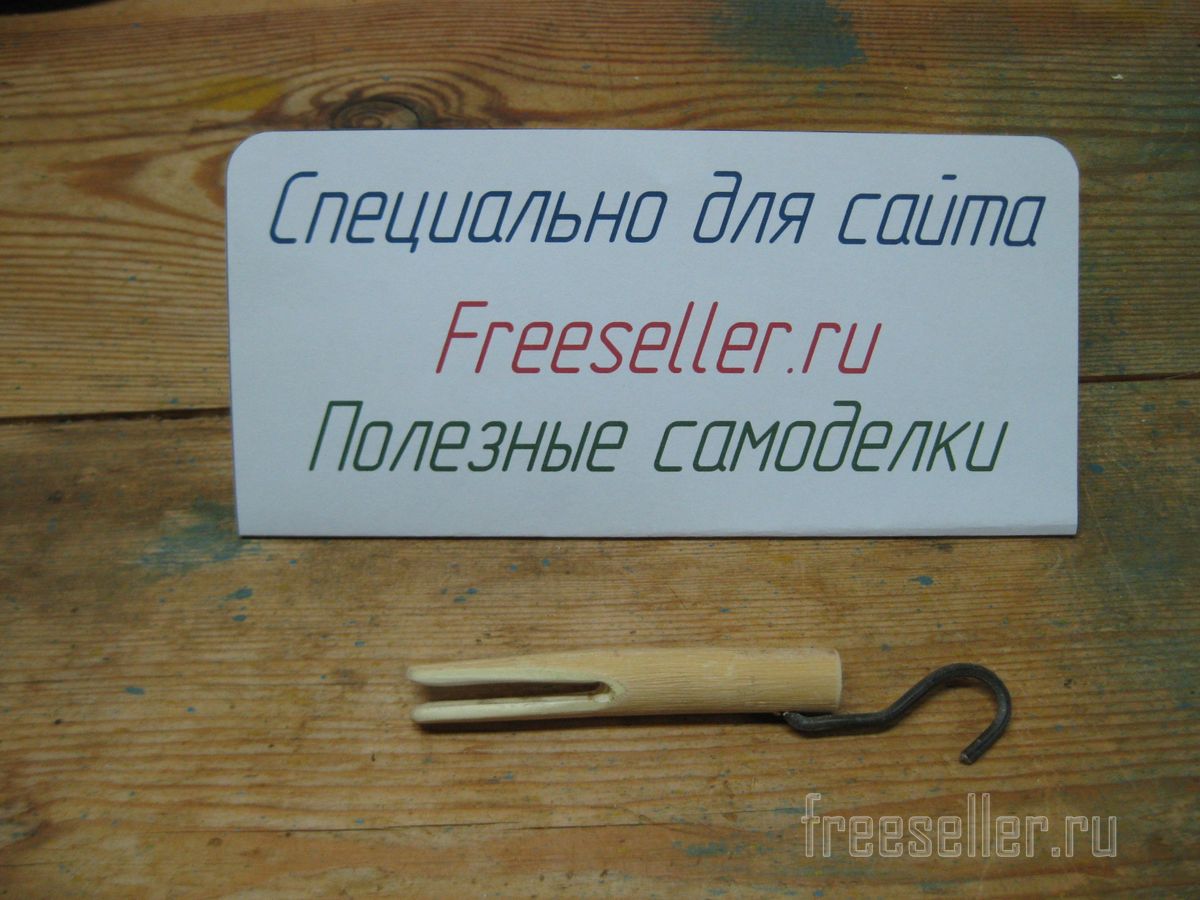 Специально для сайта
Freeseller.ru
Полезные самоделки
freeseller.ru